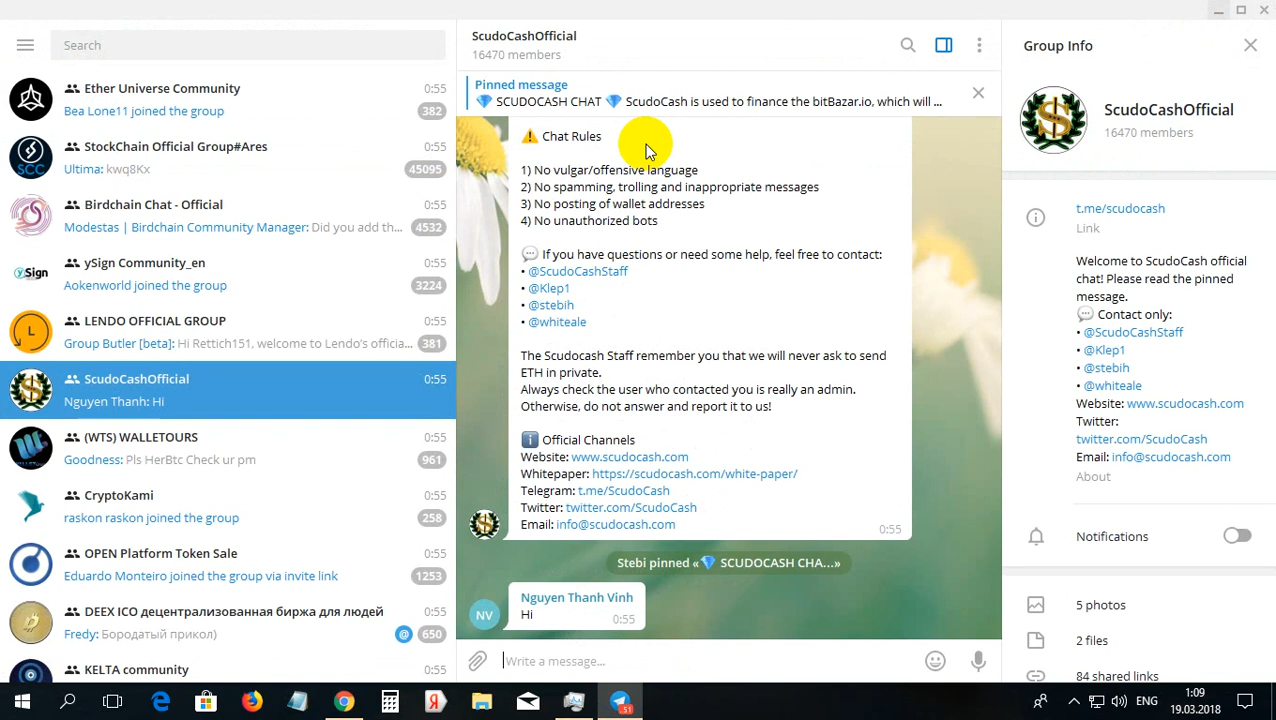 Search
Ether Universe Community
0:55
Bea Lone11 joined the group
382
StockChain Official Group#Ares
0:55
Ultima: kwq8Kx
45095
Birdchain Chat - Official
0:55
Modestas | Birdchain Community Manager: Did you add th...
4532
ySign Community_en
0:55
Aokenworld joined the group
3224
LENDO OFFICIAL GROUP
0:55
Group Butler [beta]: Hi Rettich151, welcome to Lendo's officia...
381
ScudoCashOfficial
0:55
Nguyen Thanh: Hi
(WTS) WALLETOURS
0:55
Goodness: Pls HerBtc Check ur pm
961
CryptoKami
0:55
raskon raskon joined the group
258
OPEN Platform Token Sale
0:55
Eduardo Monteiro joined the group via invite link
1253
DEEX ICO децентрализованная биржа для людей
0:55
Fredy: Бородатый прикол)
@ 650
KELTA community
0:55
ScudoCashOfficial
16470 members
Pinned message
💎 SCUDOCASH CHAT 💎 ScudoCash is used to finance the bitBazar.io, which will ...
⚠ Chat Rules
1) No vulgar/offensive language
2) No spamming, trolling and inappropriate messages
3) No posting of wallet addresses
4) No unauthorized bots
💬 If you have questions or need some help, feel free to contact:
• @ScudoCashStaff
• @Klep1
• @stebih
• @whiteale
The Scudocash Staff remember you that we will never ask to send
ETH in private.
Always check the user who contacted you is really an admin.
Otherwise, do not answer and report it to us!
ℹ Official Channels
Website: www.scudocash.com
Whitepaper: https://scudocash.com/white-paper/
Telegram: t.me/ScudoCash
Twitter: twitter.com/ScudoCash
Email: info@scudocash.com
0:55
Stebi pinned «💎 SCUDOCASH CHA...»
NV
Nguyen Thanh Vinh
Hi
0:55
Write a message...
Group Info
ScudoCashOfficial
16470 members
t.me/scudocash
Link
Welcome to ScudoCash official
chat! Please read the pinned
message.
💬 Contact only:
• @ScudoCashStaff
• @Klep1
• @stebih
• @whiteale
Website: www.scudocash.com
Twitter:
twitter.com/ScudoCash
Email: info@scudocash.com
About
Notifications
5 photos
2 files
84 shared links
ENG
1:09
19.03.2018